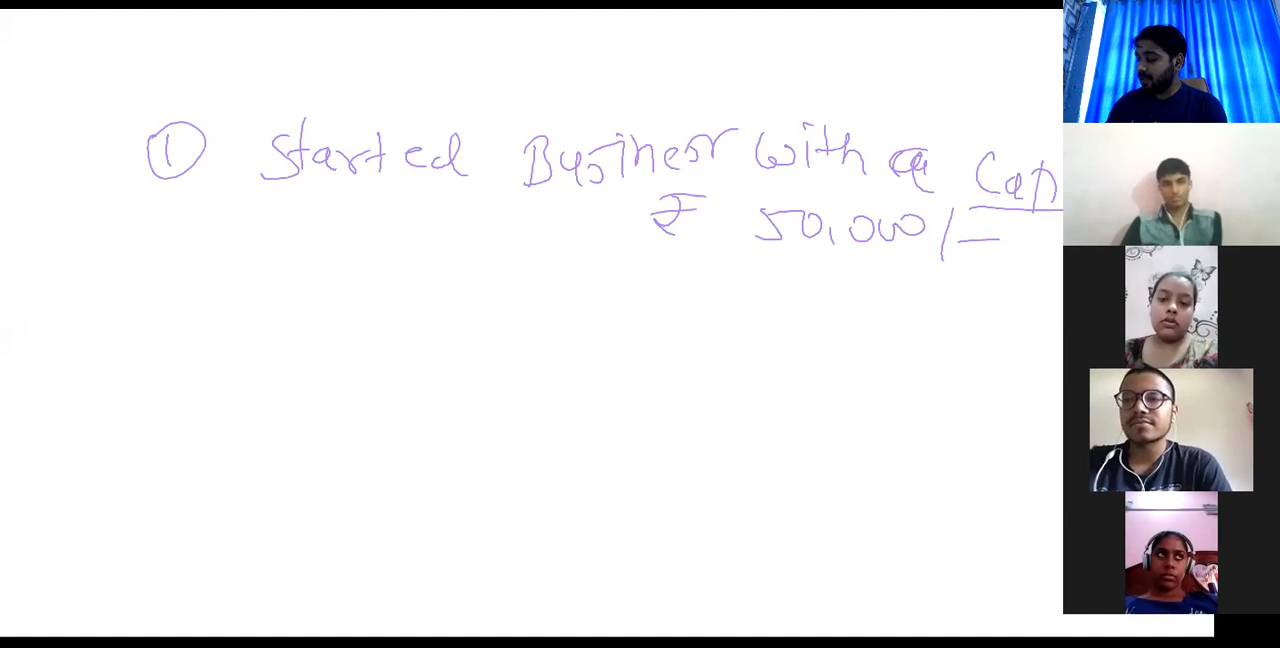 ① Started Business with a Cap
₹ 50,000/-